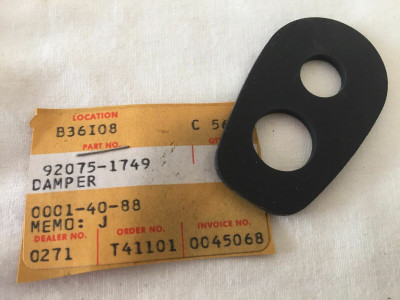 LOCATION
B36I08 C 56
PART NO.
92075-1749
DAMPER
0001-40-88
MEMO: J
DEALER NO. ORDER NO. INVOICE NO.
0271 T41101 0045068